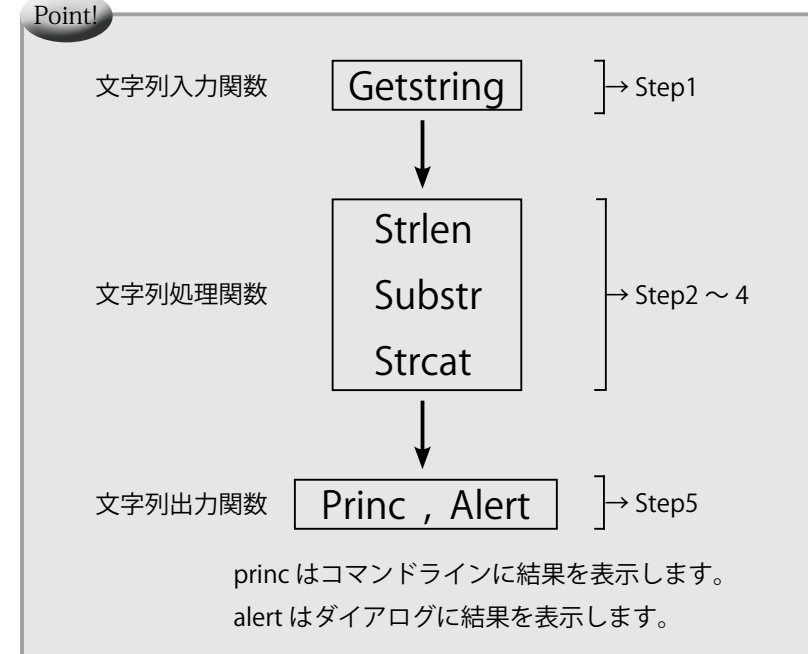 Point!
文字列入力関数 Getstring → Step1
Strlen
文字列処理関数 Substr → Step2 ～ 4
Strcat
文字列出力関数 Princ , Alert → Step5
princ はコマンドラインに結果を表示します。
alert はダイアログに結果を表示します。